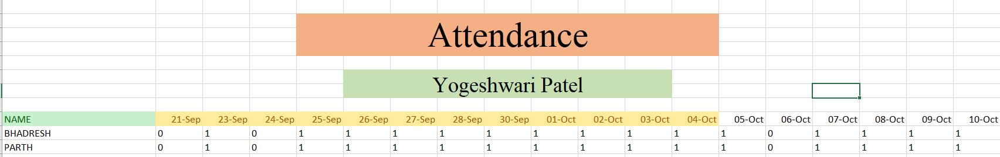 Attendance
Yogeshwari Patel
NAME 21-Sep 23-Sep 24-Sep 25-Sep 26-Sep 27-Sep 28-Sep 30-Sep 01-Oct 02-Oct 03-Oct 04-Oct 05-Oct 06-Oct 07-Oct 08-Oct 09-Oct 10-Oct
BHADRESH 0 1 0 1 1 1 1 1 1 1 1 1 1 0 1 1 1 1
PARTH 0 1 0 1 1 1 1 1 1 1 1 1 1 0 1 1 1 1